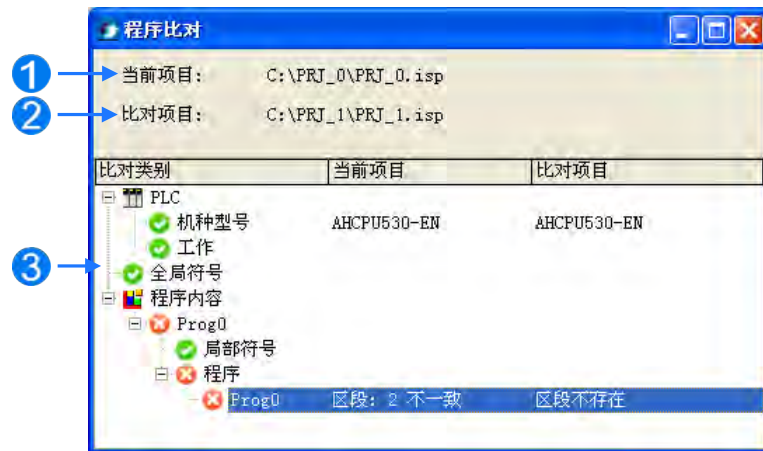 程序比对
1 当前项目: C:\PRJ_0\PRJ_0.isp
2 比对项目: C:\PRJ_1\PRJ_1.isp
比对类别 当前项目 比对项目
PLC
机种型号 AHCPU530-EN AHCPU530-EN
工作
3 全局符号
程序内容
Prog0
局部符号
程序
Prog0 区段: 2 不一致 区段不存在